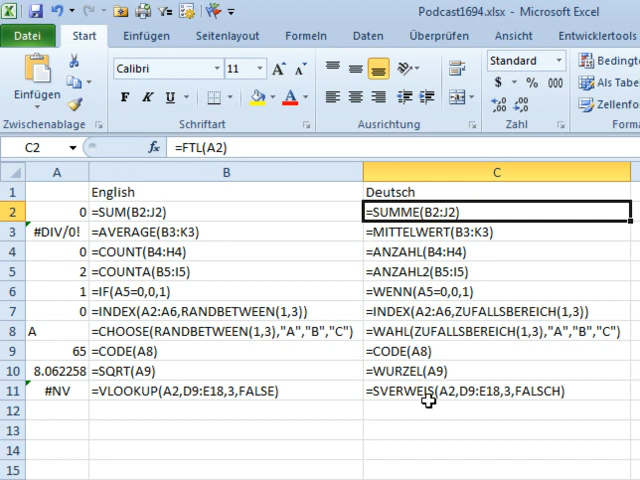 Podcast1694.xlsx - Microsoft Excel
Datei Start Einfügen Seitenlayout Formeln Daten Überprüfen Ansicht Entwicklertools
Einfügen
Calibri 11
F K U
Standard
$ % 000
Als Tabe
Zellenfo
Zwischenablage Schriftart Ausrichtung Zahl
C2 fx =FTL(A2)
A B C
1 English Deutsch
2 0 =SUM(B2:J2) =SUMME(B2:J2)
3 #DIV/0! =AVERAGE(B3:K3) =MITTELWERT(B3:K3)
4 0 =COUNT(B4:H4) =ANZAHL(B4:H4)
5 2 =COUNTA(B5:I5) =ANZAHL2(B5:I5)
6 1 =IF(A5=0,0,1) =WENN(A5=0,0,1)
7 0 =INDEX(A2:A6,RANDBETWEEN(1,3)) =INDEX(A2:A6,ZUFALLSBEREICH(1,3))
8 A =CHOOSE(RANDBETWEEN(1,3),"A","B","C") =WAHL(ZUFALLSBEREICH(1,3),"A","B","C")
9 65 =CODE(A8) =CODE(A8)
10 8.062258 =SQRT(A9) =WURZEL(A9)
11 #NV =VLOOKUP(A2,D9:E18,3,FALSE) =SVERWEIS(A2,D9:E18,3,FALSCH)
12
13
14
15